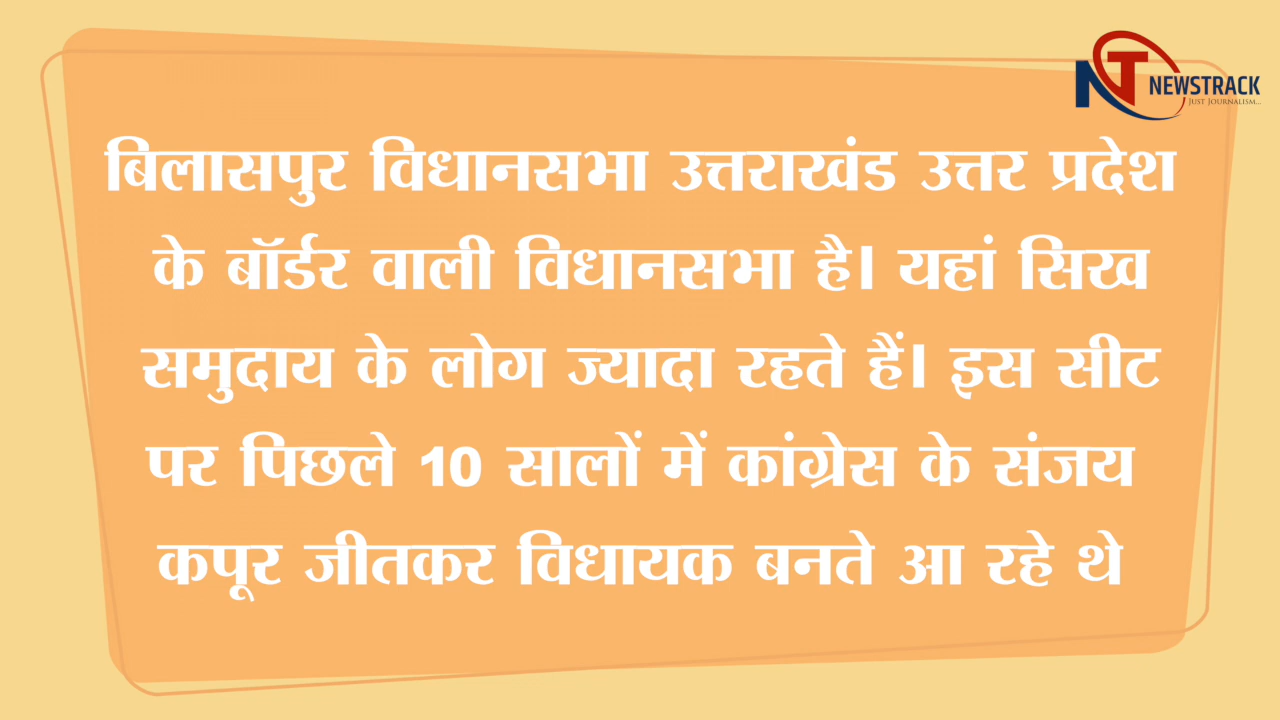 NT NEWSTRACK
JUST JOURNALISM...
बिलासपुर विधानसभा उत्तराखंड उत्तर प्रदेश
के बॉर्डर वाली विधानसभा है। यहां सिख
समुदाय के लोग ज्यादा रहते हैं। इस सीट
पर पिछले 10 सालों में कांग्रेस के संजय
कपूर जीतकर विधायक बनते आ रहे थे